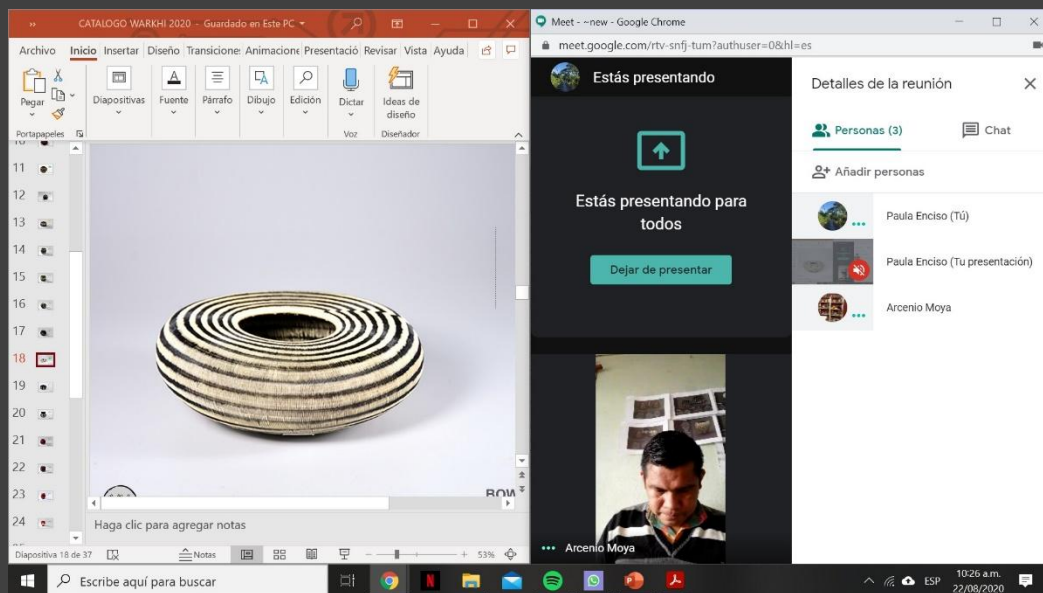 CATALOGO WARKHI 2020 - Guardado en Este PC
Archivo Inicio Insertar Diseño Transicione Animacione Presentació Revisar Vista Ayuda
Pegar
Diapositivas
Fuente
Párrafo
Dibujo
Edición
Dictar
Ideas de
diseño
Portapapeles
Voz
Diseñador
11
12
13
14
15
16
17
18
19
20
21
22
23
24
BOW
Haga clic para agregar notas
Diapositiva 18 de 37
Notas
53%
Meet - ~new - Google Chrome
meet.google.com/rtv-snfj-tum?authuser=0&hl=es
Estás presentando
Estás presentando para
todos
Dejar de presentar
Arcenio Moya
Detalles de la reunión
Personas (3)
Chat
Añadir personas
Paula Enciso (Tú)
Paula Enciso (Tu presentación)
Arcenio Moya
Escribe aquí para buscar
ESP
10:26 a.m.
22/08/2020